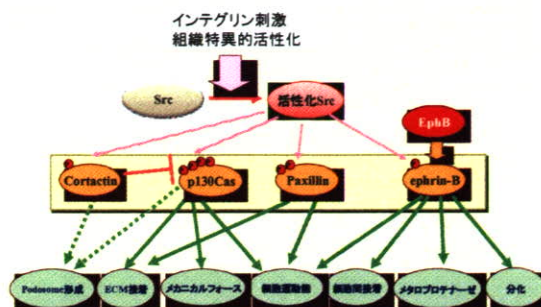 インテグリン刺激
組織特異的活性化
Src
活性化Src
EphB
Cortactin
p130Cas
Paxillin
ephrin-B
Podosome形成
ECM接着
メカニカルフォース
細胞運動能
細胞間接着
メタロプロテナーゼ
分化